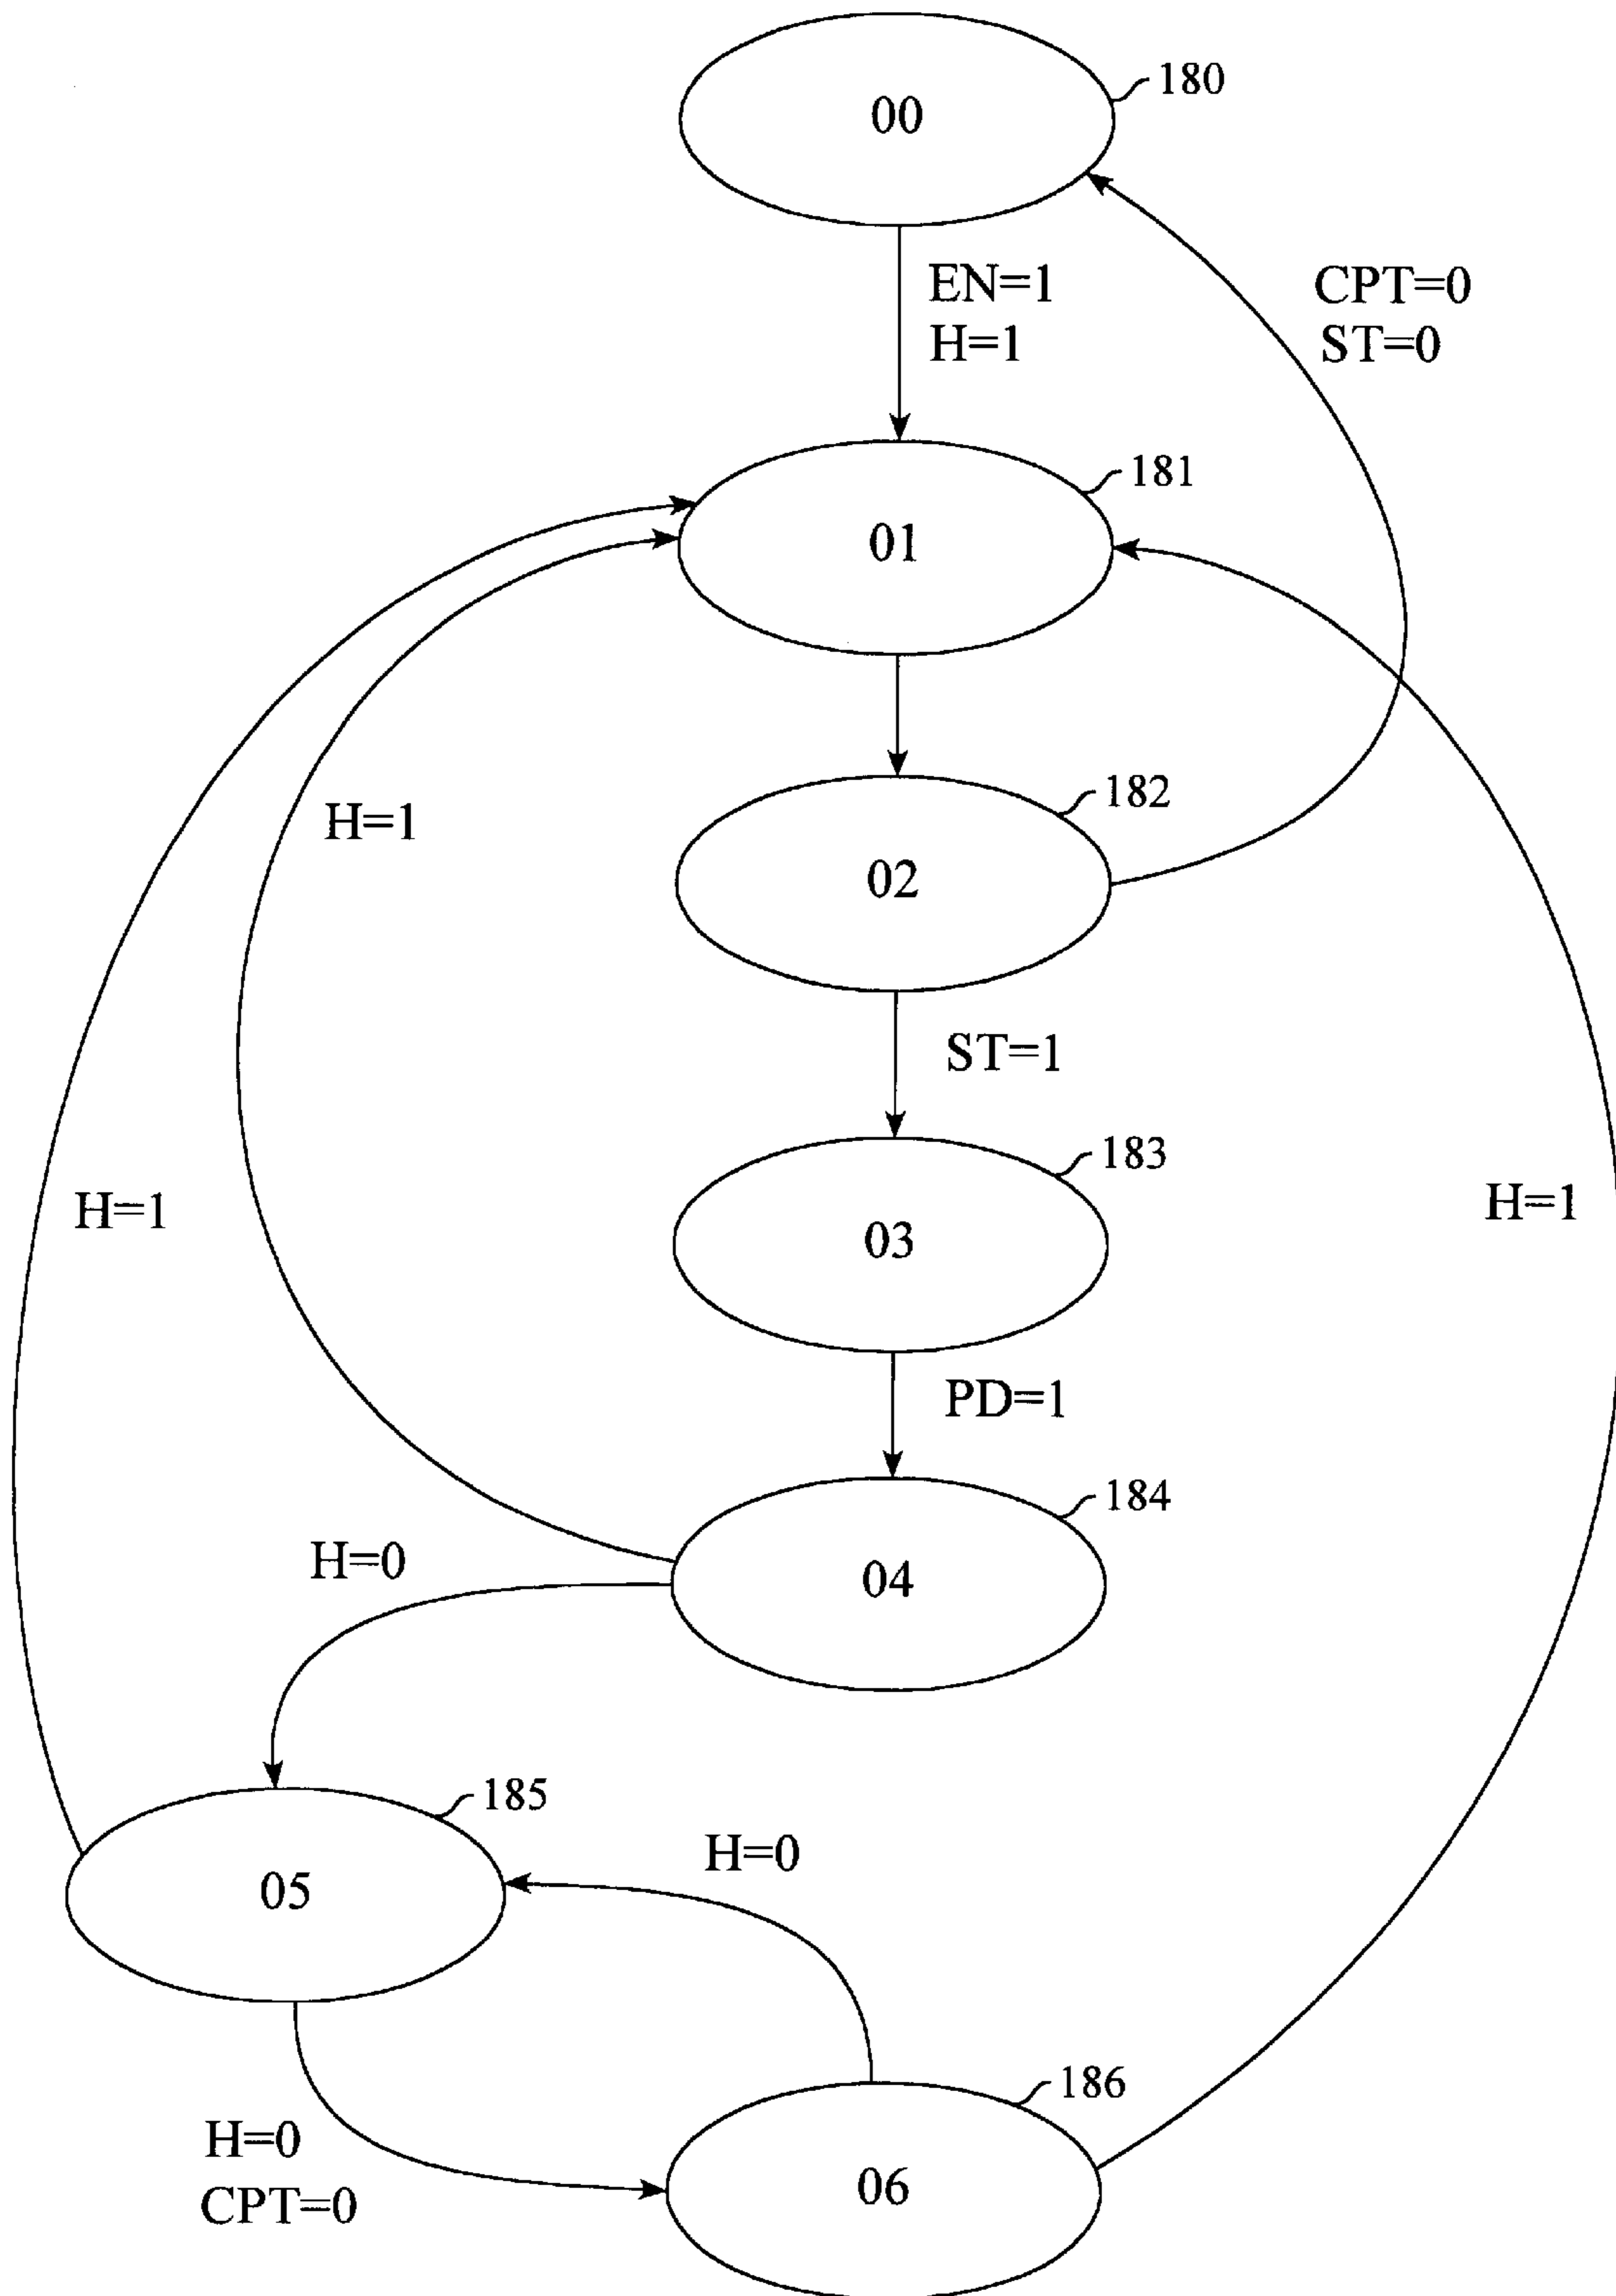 180
00
EN=1
H=1
CPT=0
ST=0
181
01
182
H=1
02
ST=1
183
H=1
H=1
03
PD=1
184
H=0
04
185
H=0
05
186
H=0
06
CPT=0